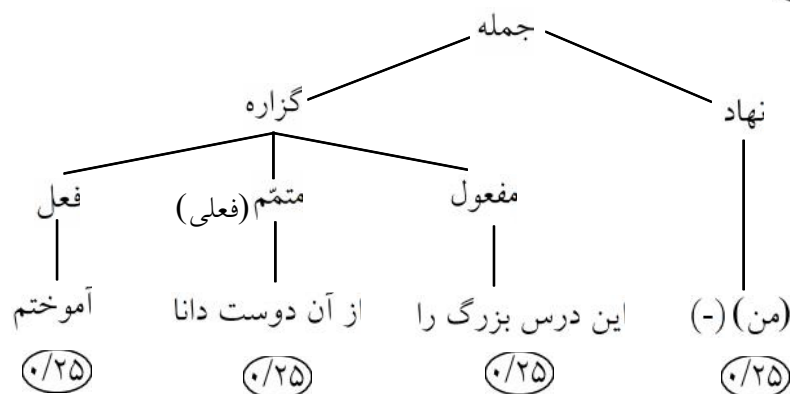 جمله
نهاد گزاره
مفعول متمّم (فعلی) فعل
(من) (-) این درس بزرگ را از آن دوست دانا آموختم
۰/۲۵ ۰/۲۵ ۰/۲۵ ۰/۲۵